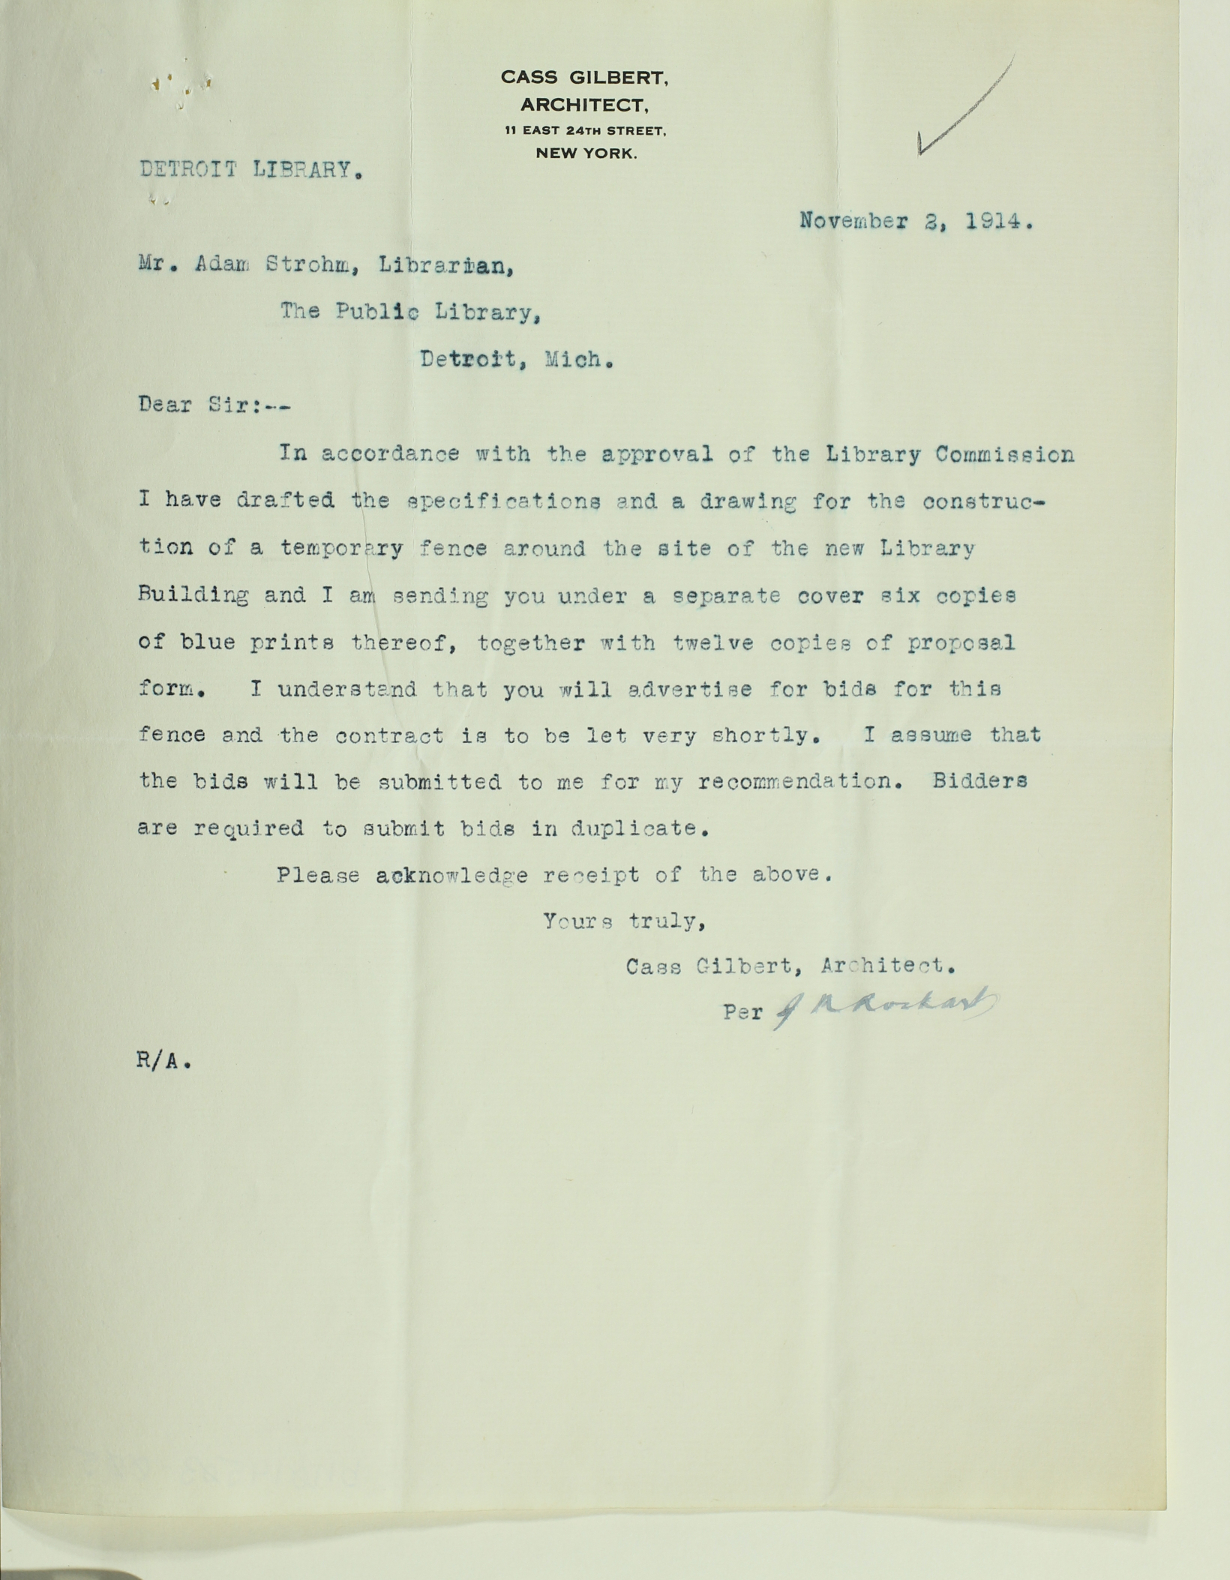 CASS GILBERT,
ARCHITECT,
11 EAST 24TH STREET,
NEW YORK.
DETROIT LIBRARY.
November 2, 1914.
Mr. Adam Strohm, Librarian,
The Public Library,
Detroit, Mich.
Dear Sir:--
In accordance with the approval of the Library Commission
I have drafted the specifications and a drawing for the construc-
tion of a temporary fence around the site of the new Library
Building and I am sending you under a separate cover six copies
of blue prints thereof, together with twelve copies of proposal
form. I understand that you will advertise for bids for this
fence and the contract is to be let very shortly. I assume that
the bids will be submitted to me for my recommendation. Bidders
are required to submit bids in duplicate.
Please acknowledge receipt of the above.
Yours truly,
Cass Gilbert, Architect.
Per J R Rockart
R/A.